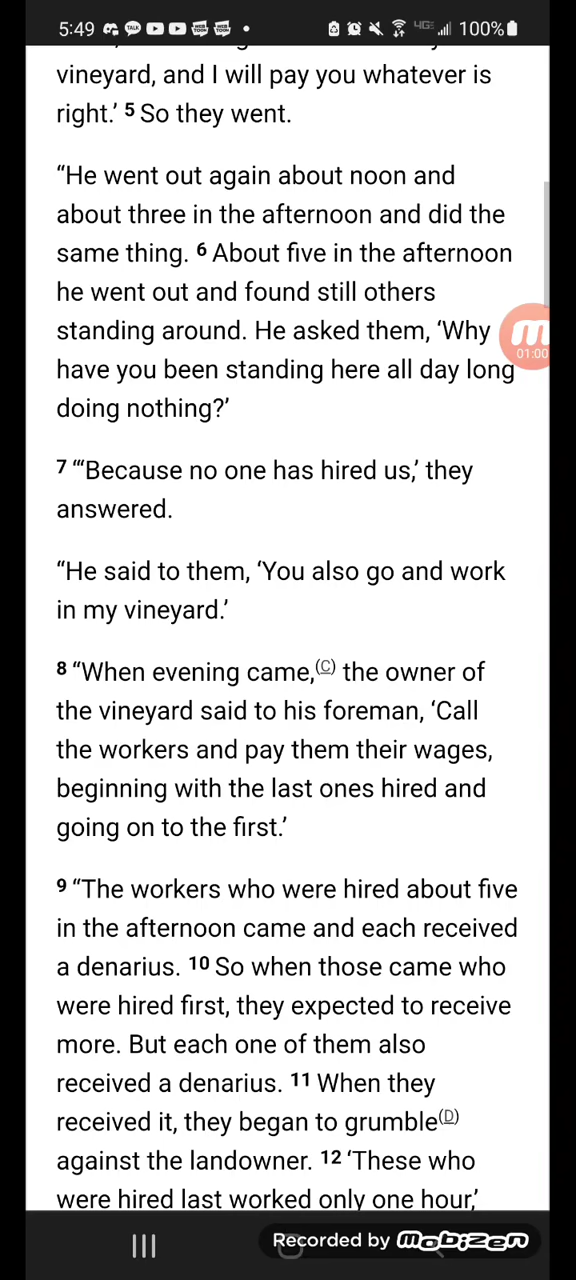 5:49 TALK WEB TOON WEB TOON 4GE 100%
vineyard, and I will pay you whatever is
right.’ 5 So they went.
“He went out again about noon and
about three in the afternoon and did the
same thing. 6 About five in the afternoon
he went out and found still others
standing around. He asked them, ‘Why
have you been standing here all day long
doing nothing?’
m
01:00
7 “‘Because no one has hired us,’ they
answered.
“He said to them, ‘You also go and work
in my vineyard.’
8 “When evening came,(C) the owner of
the vineyard said to his foreman, ‘Call
the workers and pay them their wages,
beginning with the last ones hired and
going on to the first.’
9 “The workers who were hired about five
in the afternoon came and each received
a denarius. 10 So when those came who
were hired first, they expected to receive
more. But each one of them also
received a denarius. 11 When they
received it, they began to grumble(D)
against the landowner. 12 ‘These who
were hired last worked only one hour,’
Recorded by mobizen